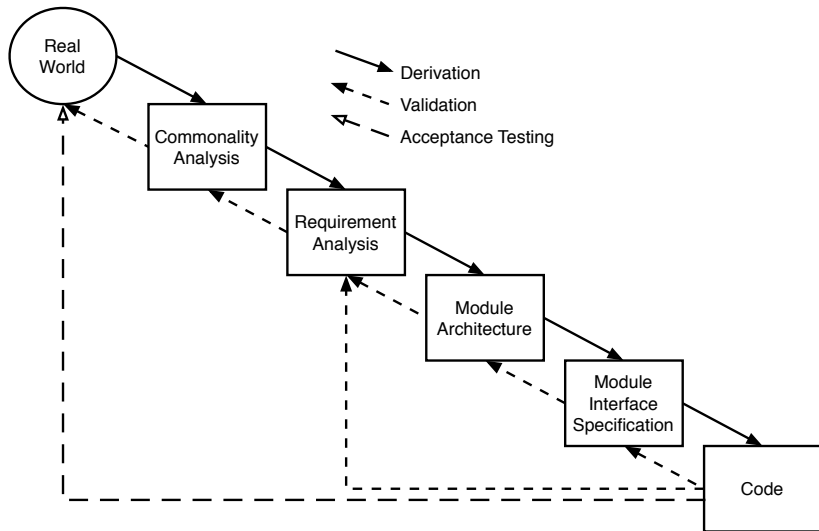 Real
World
Derivation
Validation
Acceptance Testing
Commonality
Analysis
Requirement
Analysis
Module
Architecture
Module
Interface
Specification
Code